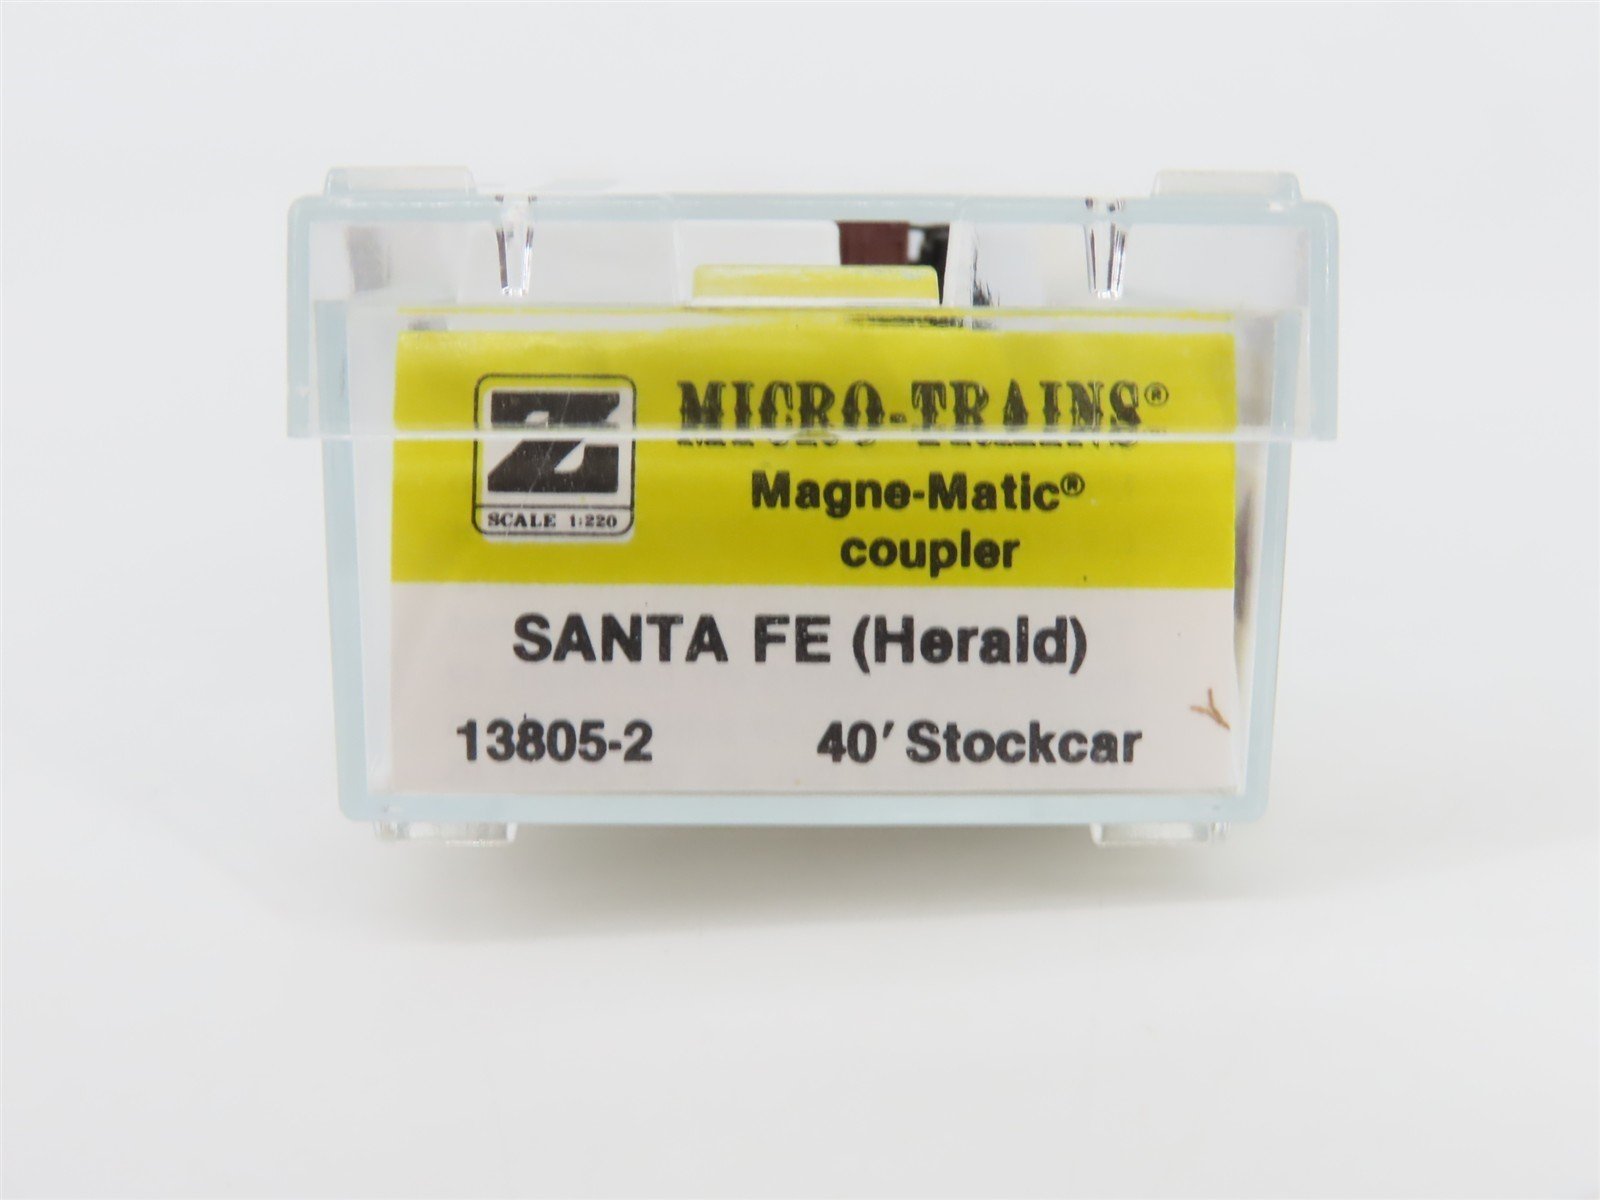 Z
SCALE 1:220
MICRO-TRAINS®
Magne-Matic®
coupler
SANTA FE (Herald)
13805-2 40' Stockcar